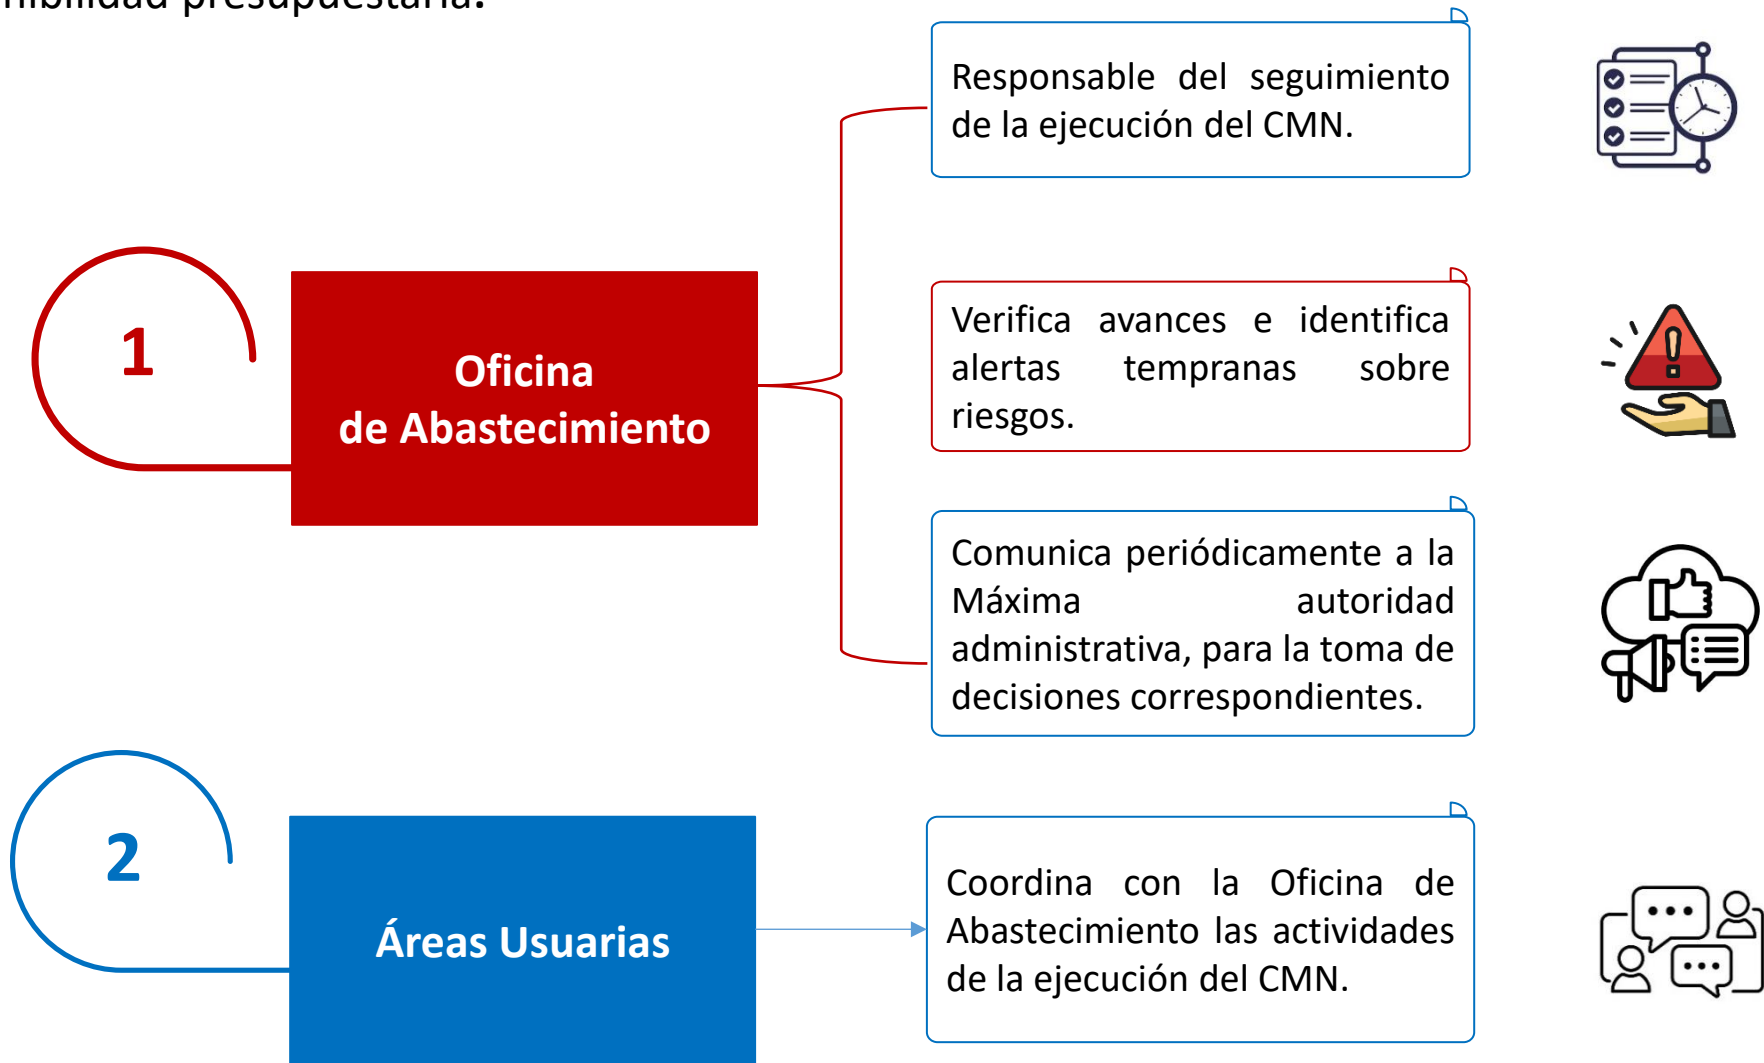 presupuestaria.
Responsable del seguimiento
de la ejecución del CMN.
1
Oficina
de Abastecimiento
Verifica avances e identifica
alertas tempranas sobre
riesgos.
Comunica periódicamente a la
Máxima autoridad
administrativa, para la toma de
decisiones correspondientes.
2
Áreas Usuarias
Coordina con la Oficina de
Abastecimiento las actividades
de la ejecución del CMN.